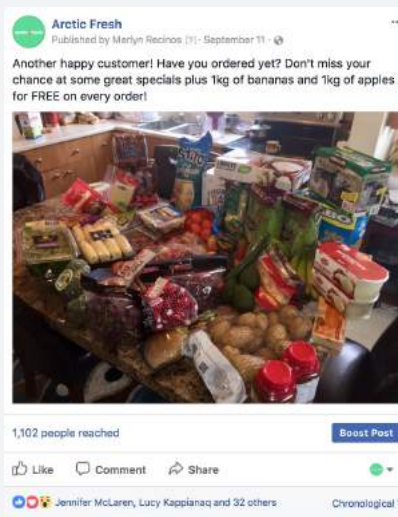 Arctic Fresh
Published by Merlyn Recinos [?] · September 11 ·
Another happy customer! Have you ordered yet? Don't miss your
chance at some great specials plus 1kg of bananas and 1kg of apples
for FREE on every order!
1,102 people reached
Boost Post
Like Comment Share
Jennifer McLaren, Lucy Kappianaq and 32 others
Chronological